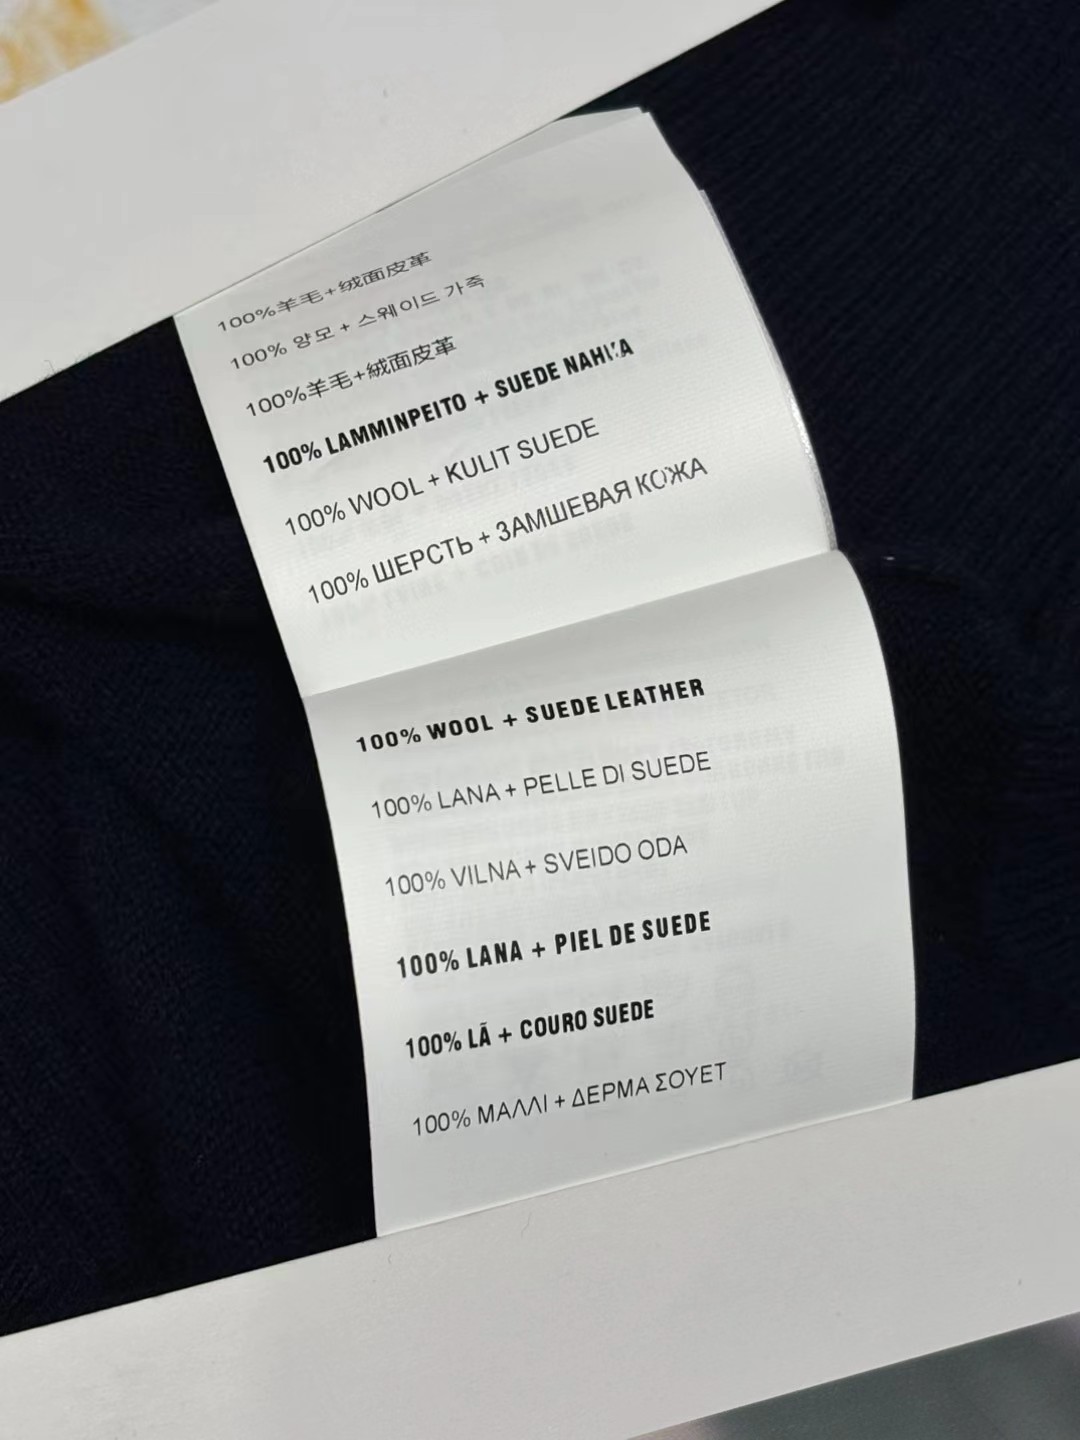 100%羊毛+绒面皮革
100% 양모 + 스웨이드 가죽
100%羊毛+絨面皮革
100% LAMMINPEITO + SUEDE NAHKA
100% WOOL + KULIT SUEDE
100% ШЕРСТЬ + ЗАМШЕВАЯ КОЖА
100% WOOL + SUEDE LEATHER
100% LANA + PELLE DI SUEDE
100% VILNA + SVEIDO ODA
100% LANA + PIEL DE SUEDE
100% LÃ + COURO SUEDE
100% ΜΑΛΛΙ + ΔΕΡΜΑ ΣΟΥΕΤ